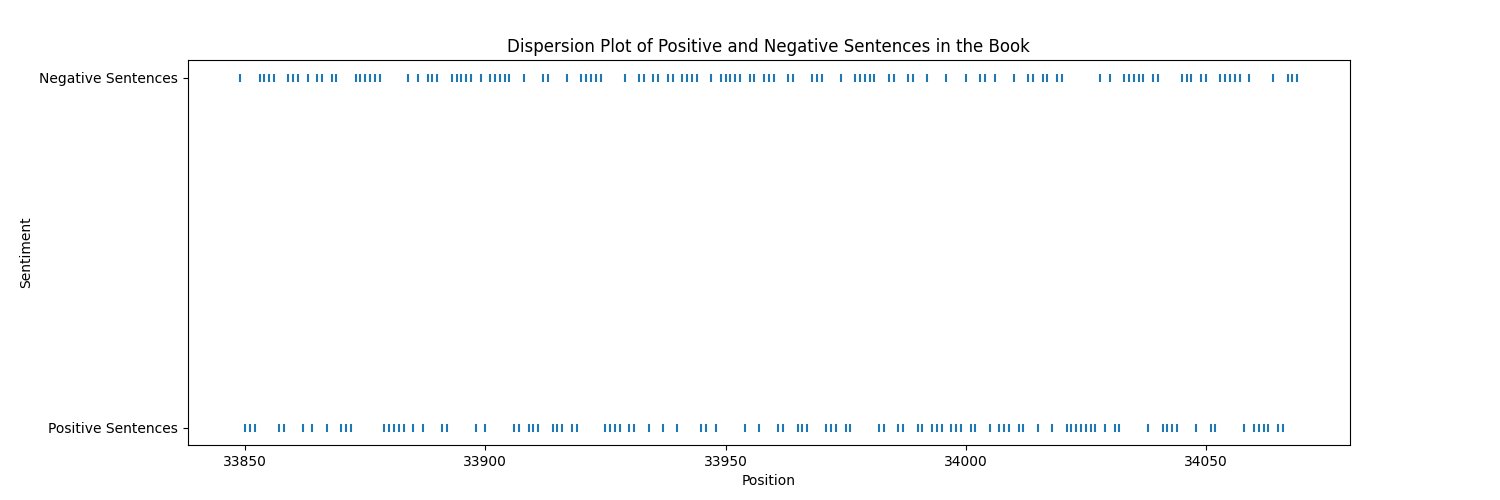 Dispersion Plot of Positive and Negative Sentences in the Book
Negative Sentences
Sentiment
Positive Sentences
33850 33900 33950 34000 34050
Position